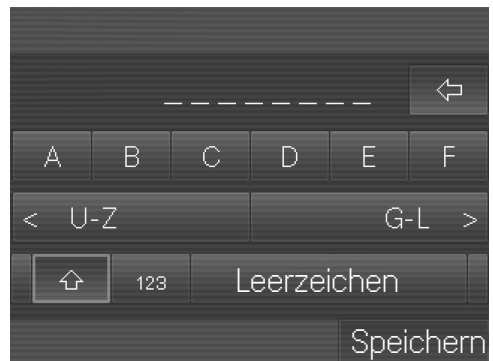 _ _ _ _ _ _ _ _ _
A B C D E F
< U-Z G-L >
123 Leerzeichen
Speichern